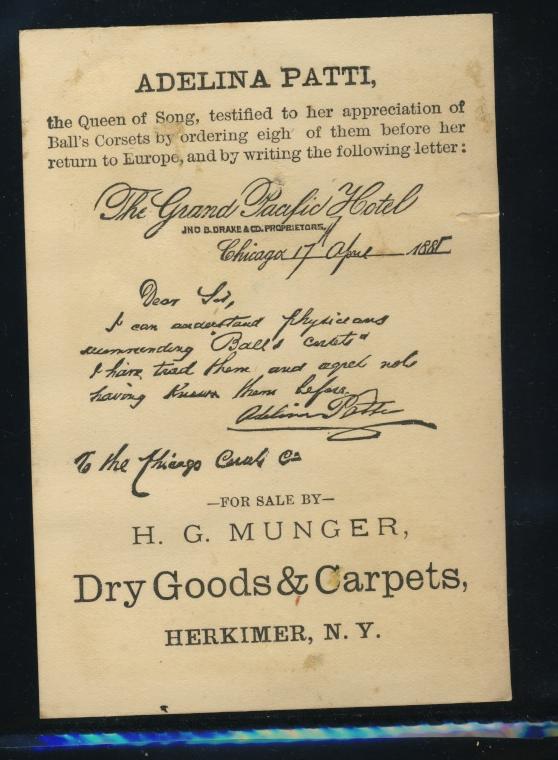 ADELINA PATTI,
the Queen of Song, testified to her appreciation of
Ball's Corsets by ordering eigh of them before her
return to Europe, and by writing the following letter:
The Grand Pacific Hotel
JNO B. DRAKE & CO. PROPRIETORS.
Chicago 17 April 1885
Dear Sir,
I can understand physicians
recommending "Ball's corsets"
I have tried them and regret not
having known them before.
Adelina Patti
To the Chicago Corset Co
—FOR SALE BY—
H. G. MUNGER,
Dry Goods & Carpets,
HERKIMER, N. Y.